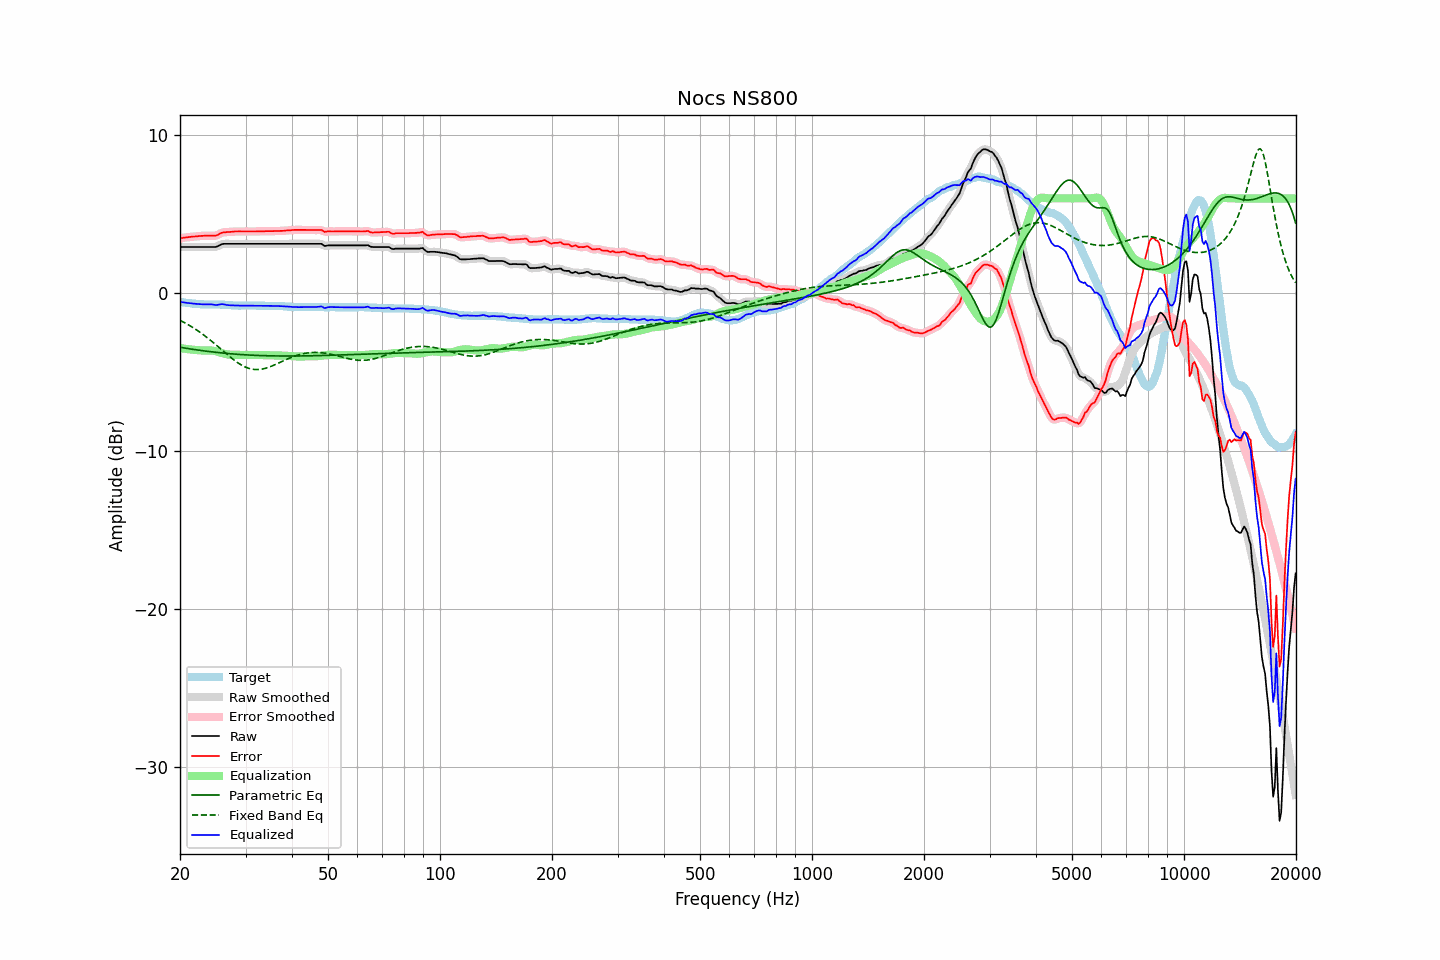 Nocs NS800
Amplitude (dBr)
10
0
−10
−20
−30
Target
Raw Smoothed
Error Smoothed
Raw
Error
Equalization
Parametric Eq
Fixed Band Eq
Equalized
20 50 100 200 500 1000 2000 5000 10000 20000
Frequency (Hz)